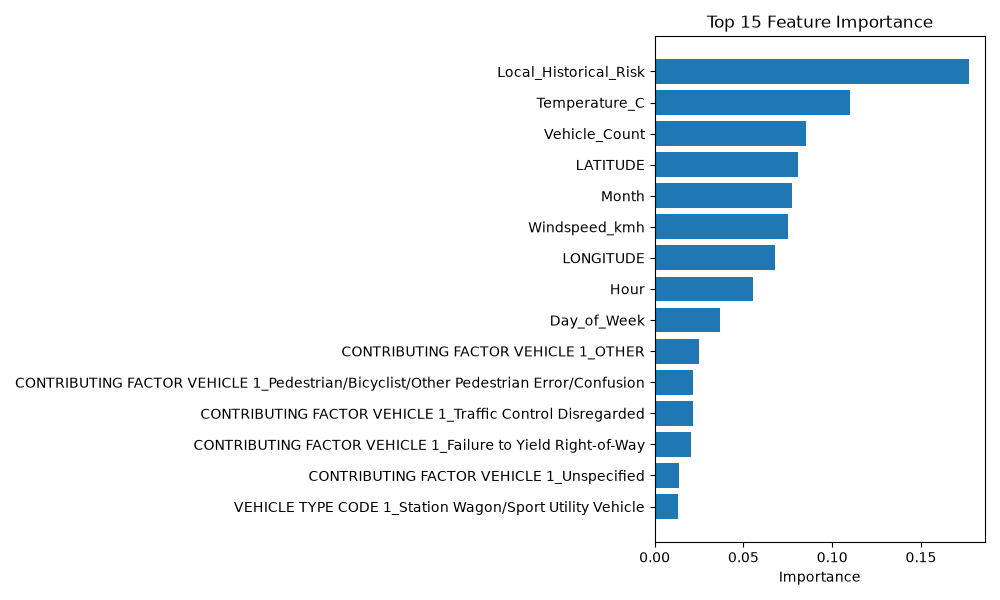 Top 15 Feature Importance
Local_Historical_Risk
Temperature_C
Vehicle_Count
LATITUDE
Month
Windspeed_kmh
LONGITUDE
Hour
Day_of_Week
CONTRIBUTING FACTOR VEHICLE 1_OTHER
CONTRIBUTING FACTOR VEHICLE 1_Pedestrian/Bicyclist/Other Pedestrian Error/Confusion
CONTRIBUTING FACTOR VEHICLE 1_Traffic Control Disregarded
CONTRIBUTING FACTOR VEHICLE 1_Failure to Yield Right-of-Way
CONTRIBUTING FACTOR VEHICLE 1_Unspecified
VEHICLE TYPE CODE 1_Station Wagon/Sport Utility Vehicle
0.00 0.05 0.10 0.15
Importance